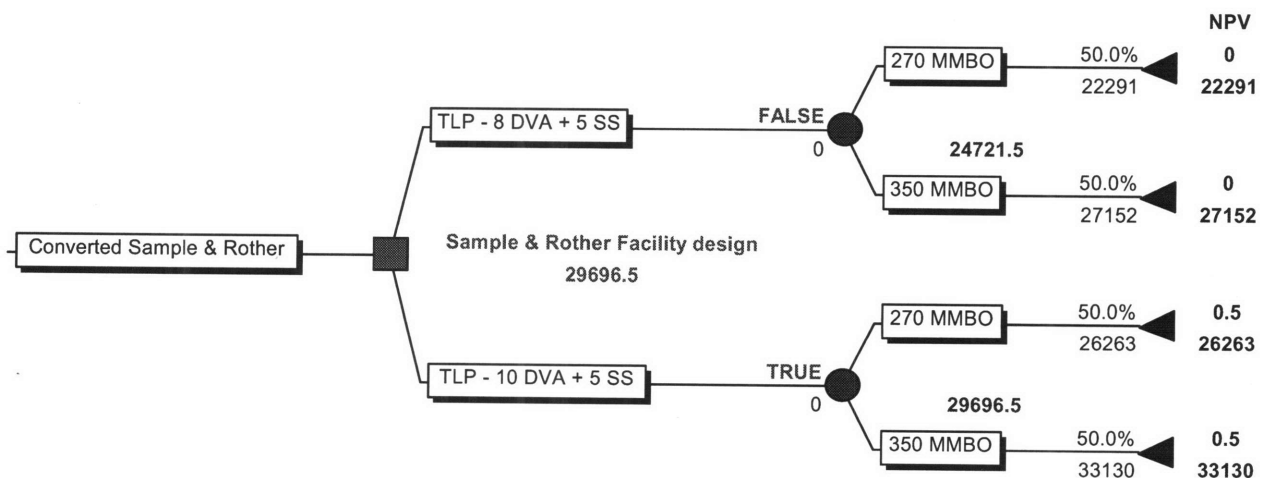 NPV
270 MMBO 50.0% 0
22291 22291
TLP - 8 DVA + 5 SS FALSE
0 24721.5
350 MMBO 50.0% 0
27152 27152
Converted Sample & Rother Sample & Rother Facility design
29696.5
270 MMBO 50.0% 0.5
26263 26263
TLP - 10 DVA + 5 SS TRUE
0 29696.5
350 MMBO 50.0% 0.5
33130 33130